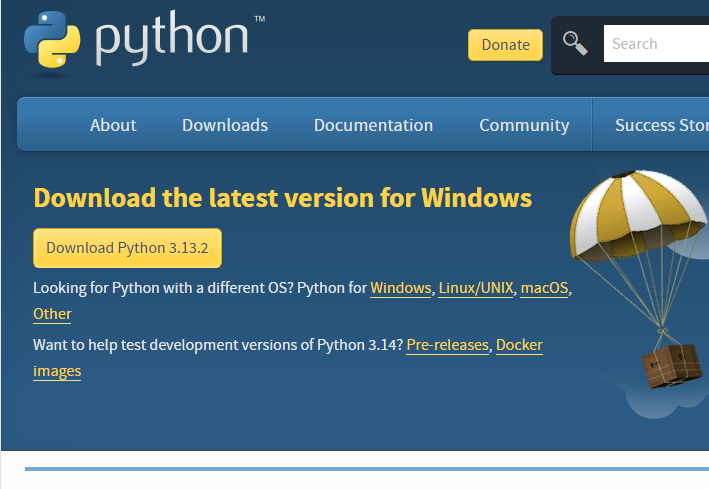 python™
Donate
Search
About
Downloads
Documentation
Community
Success Stor
Download the latest version for Windows
Download Python 3.13.2
Looking for Python with a different OS? Python for Windows, Linux/UNIX, macOS,
Other
Want to help test development versions of Python 3.14? Pre-releases, Docker
images